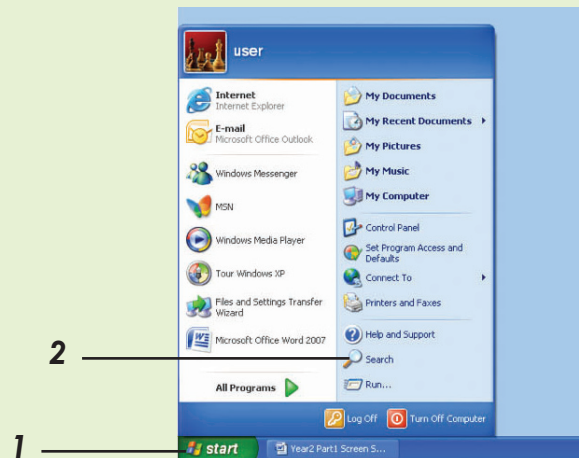 user
Internet
Internet Explorer
E-mail
Microsoft Office Outlook
Windows Messenger
MSN
Windows Media Player
Tour Windows XP
Files and Settings Transfer
Wizard
Microsoft Office Word 2007
All Programs
My Documents
My Recent Documents
My Pictures
My Music
My Computer
Control Panel
Set Program Access and
Defaults
Connect To
Printers and Faxes
Help and Support
Search
Run...
Log Off
Turn Off Computer
2
1
start
Year2 Part1 Screen S...